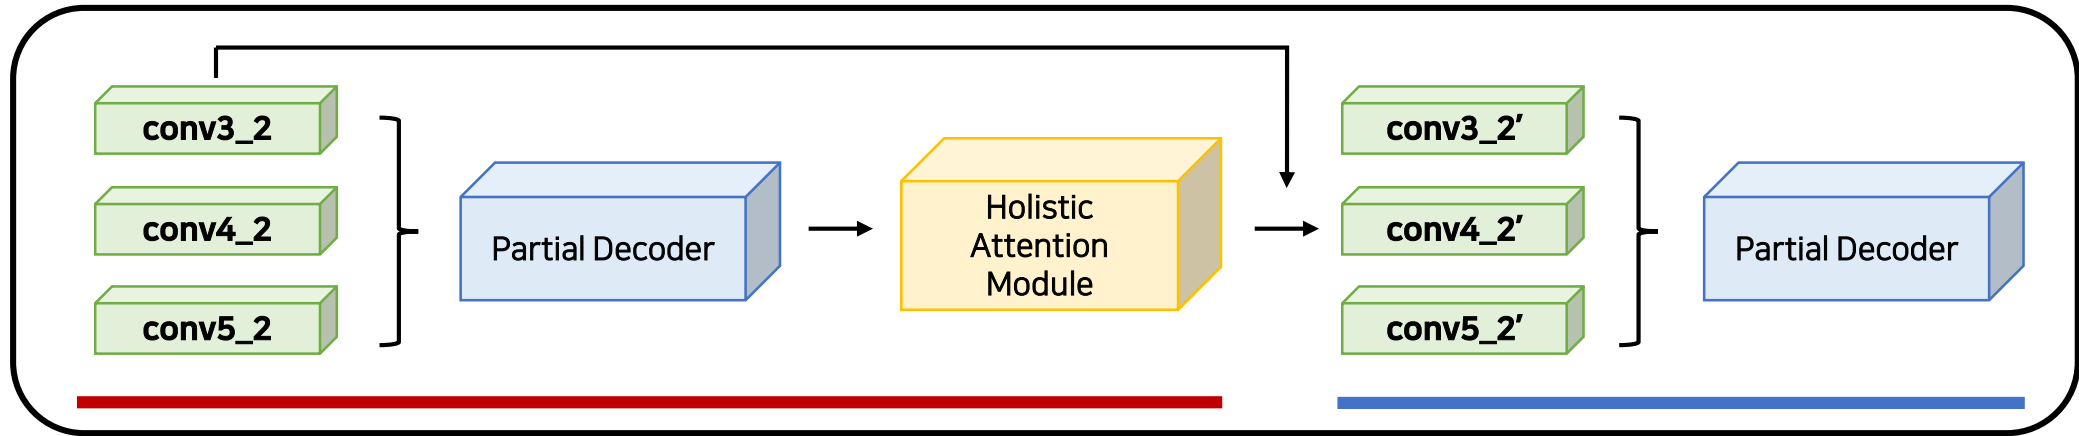 conv3_2
conv4_2
conv5_2
Partial Decoder
Holistic
Attention
Module
conv3_2′
conv4_2′
conv5_2′
Partial Decoder